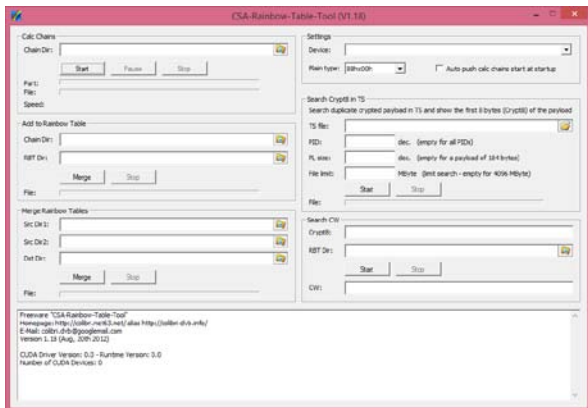 CSA-Rainbow-Table-Tool (V1.18)
Calc Chains
Chain Dir:
Start Pause Stop
Part:
File:
Speed:
Add to Rainbow Table
Chain Dir:
RBT Dir:
Merge Stop
File:
Merge Rainbow Tables
Src Dir1:
Src Dir2:
Dst Dir:
Merge Stop
File:
Settings
Device:
Plain type: BBhx00h Auto push calc chains start at startup
Search Crypt8 in TS
Search duplicate crypted payload in TS and show the first 8 bytes (Crypt8) of the payload
TS file:
PID: dec. (empty for all PIDs)
PL size: dec. (empty for a payload of 184 bytes)
File limit: MByte (limit search - empty for 4096 MByte)
Start Stop
File:
Search CW
Crypt8:
RBT Dir:
Start Stop
CW:
Freeware "CSA-Rainbow-Table-Tool"
Homepage: http://colibri.net63.net/ alias http://colibri-dvb.info/
E-Mail: colibri.dvb@googlemail.com
Version 1.18 (Aug, 20th 2012)
CUDA Driver Version: 0.0 - Runtime Version: 0.0
Number of CUDA Devices: 0